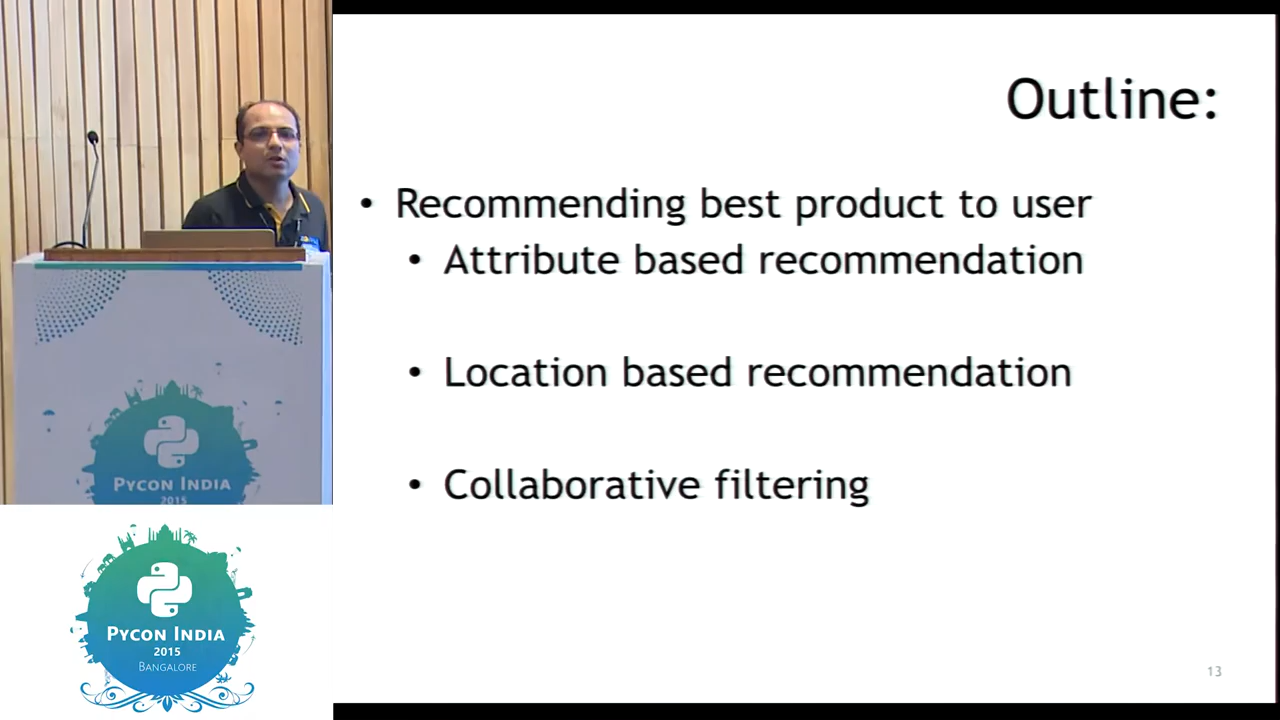 Outline:
• Recommending best product to user
• Attribute based recommendation
• Location based recommendation
• Collaborative filtering
13
PYCON INDIA
2015
PYCON INDIA
2015
BANGALORE